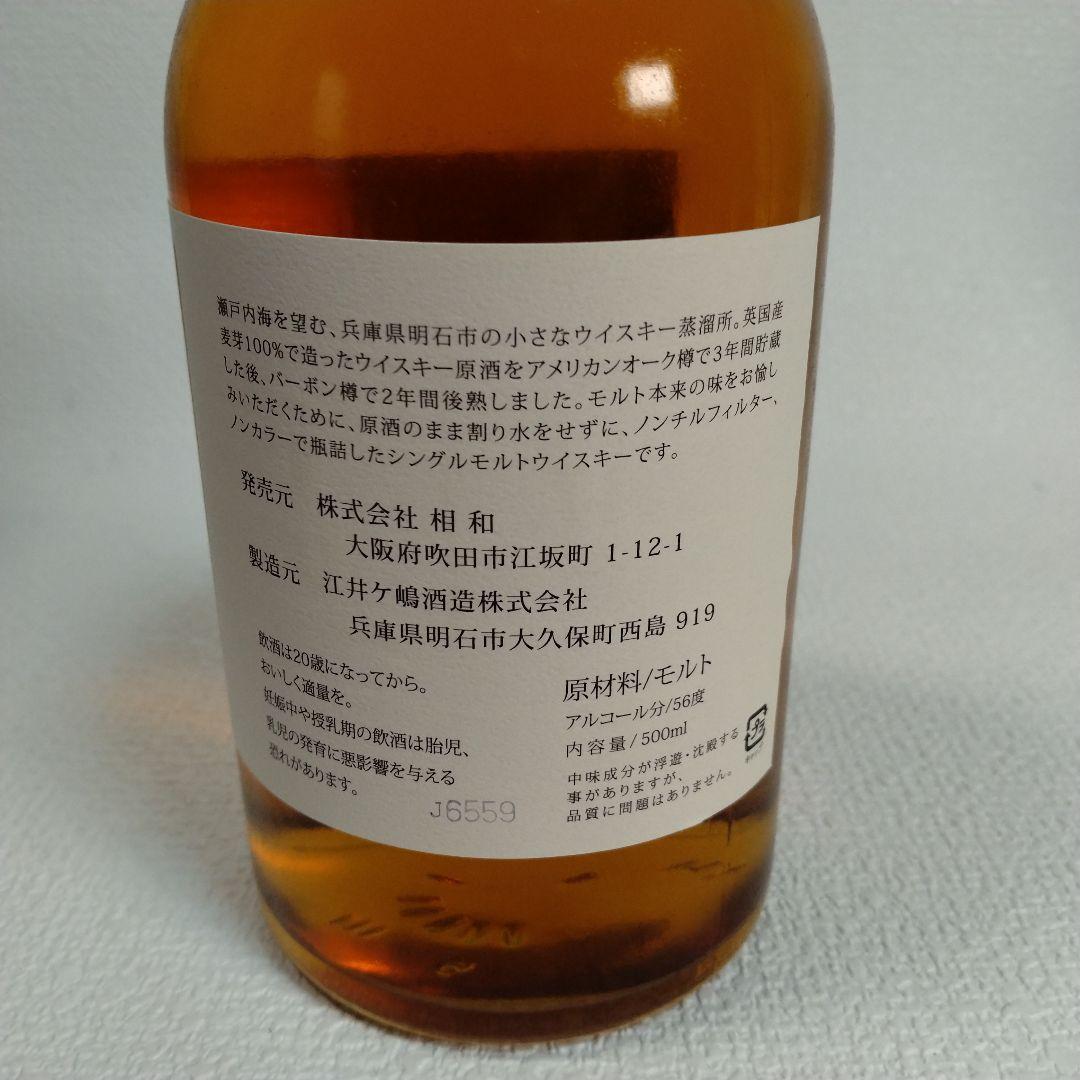 瀬戸内海を望む、兵庫県明石市の小さなウイスキー蒸溜所。英国産
麦芽100%で造ったウイスキー原酒をアメリカンオーク樽で3年間貯蔵
した後、バーボン樽で2年間後熟しました。モルト本来の味をお愉し
みいただくために、原酒のまま割り水をせずに、ノンチルフィルター、
ノンカラーで瓶詰したシングルモルトウイスキーです。
発売元 株式会社 相和
大阪府吹田市江坂町 1-12-1
製造元 江井ケ嶋酒造株式会社
兵庫県明石市大久保町西島 919
飲酒は20歳になってから。
おいしく適量を。
妊娠中や授乳期の飲酒は胎児、
乳児の発育に悪影響を与える
恐れがあります。
J6559
原材料/モルト
アルコール分/56度
内容量/500ml
中味成分が浮遊・沈殿する
事がありますが、
品質に問題はありません。
プラ
キャップ